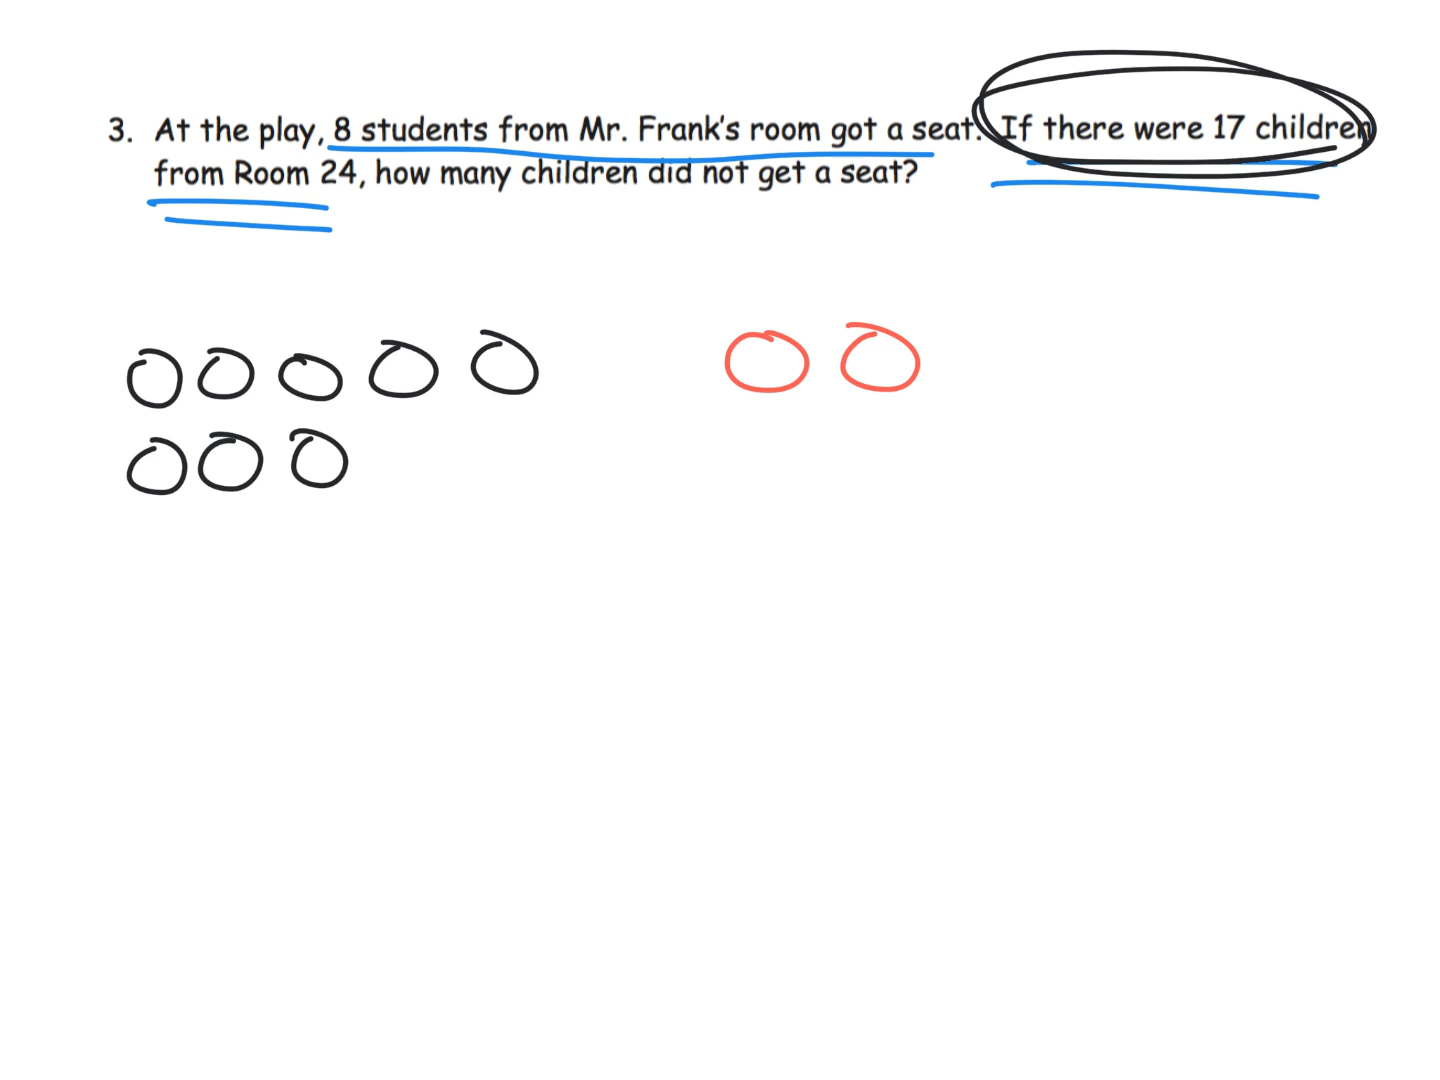 3. At the play, 8 students from Mr. Frank's room got a seat. If there were 17 children
from Room 24, how many children did not get a seat?